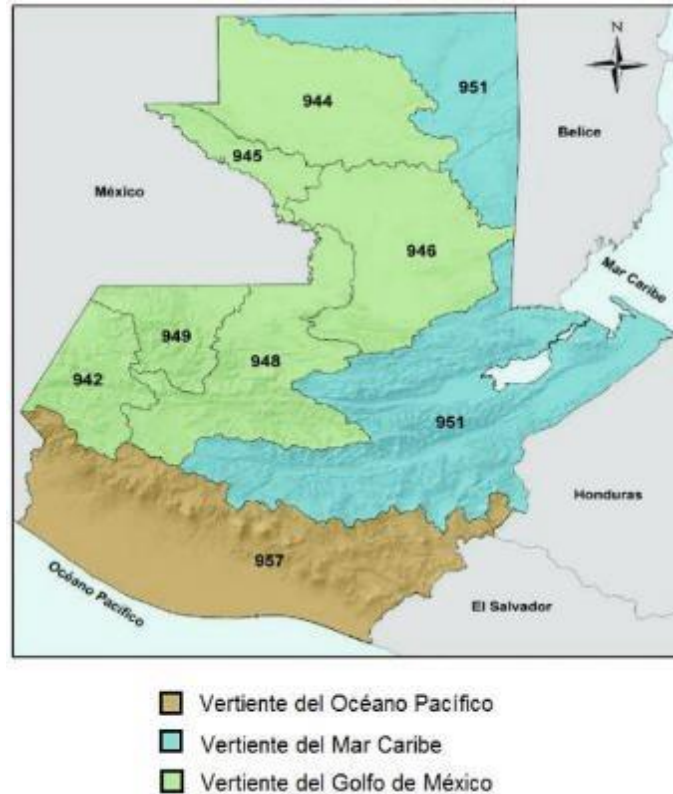 N
944
951
Belice
945
México
946
Mar Caribe
949
948
942
951
Honduras
957
Océano Pacífico
El Salvador
Vertiente del Océano Pacífico
Vertiente del Mar Caribe
Vertiente del Golfo de México